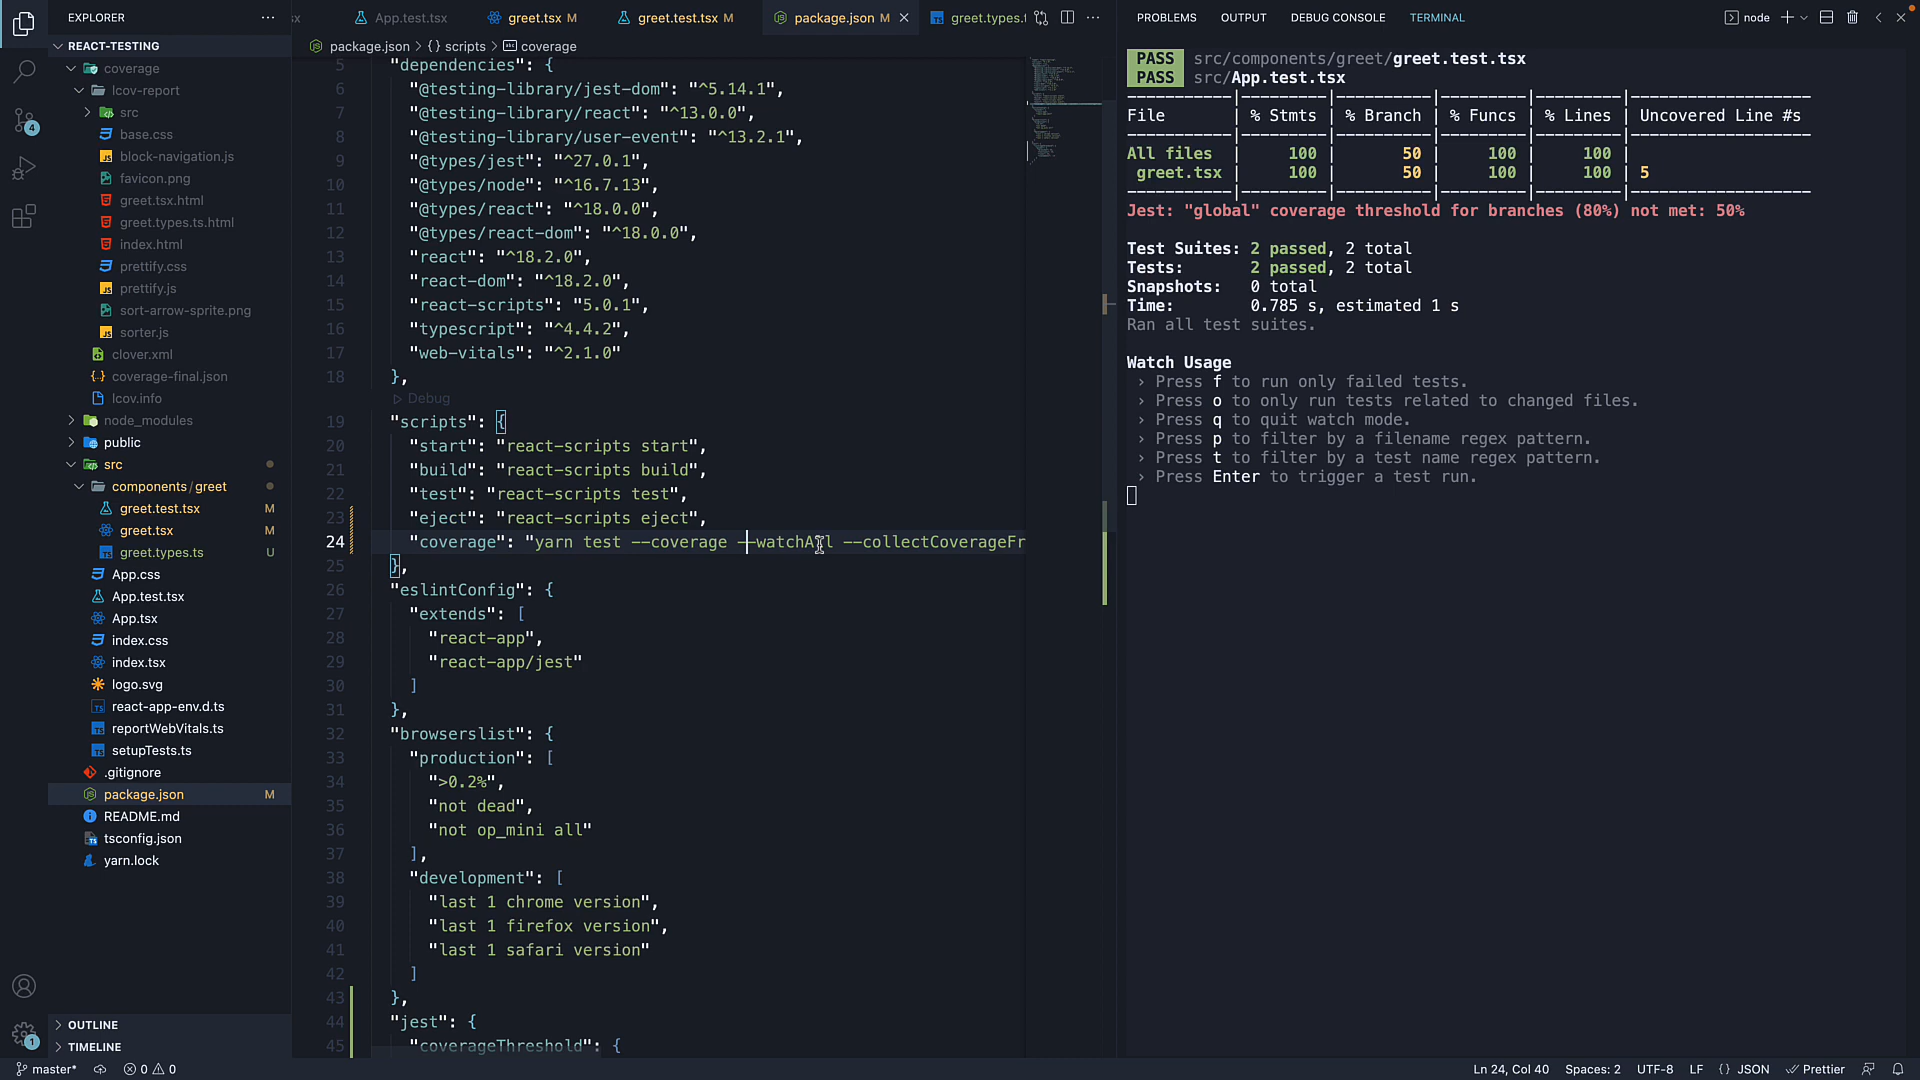 EXPLORER
REACT-TESTING
coverage
lcov-report
src
base.css
block-navigation.js
favicon.png
greet.tsx.html
greet.types.ts.html
index.html
prettify.css
prettify.js
sort-arrow-sprite.png
sorter.js
clover.xml
coverage-final.json
lcov.info
node_modules
public
src
components/greet
greet.test.tsx M
greet.tsx M
greet.types.ts U
App.css
App.test.tsx
App.tsx
index.css
index.tsx
logo.svg
react-app-env.d.ts
reportWebVitals.ts
setupTests.ts
.gitignore
package.json M
README.md
tsconfig.json
yarn.lock
OUTLINE
TIMELINE
4
1
App.test.tsx greet.tsx M greet.test.tsx M package.json M greet.types.t
package.json > {} scripts > coverage
5 "dependencies": {
6 "@testing-library/jest-dom": "^5.14.1",
7 "@testing-library/react": "^13.0.0",
8 "@testing-library/user-event": "^13.2.1",
9 "@types/jest": "^27.0.1",
10 "@types/node": "^16.7.13",
11 "@types/react": "^18.0.0",
12 "@types/react-dom": "^18.0.0",
13 "react": "^18.2.0",
14 "react-dom": "^18.2.0",
15 "react-scripts": "5.0.1",
16 "typescript": "^4.4.2",
17 "web-vitals": "^2.1.0"
18 },
Debug
19 "scripts": {
20 "start": "react-scripts start",
21 "build": "react-scripts build",
22 "test": "react-scripts test",
23 "eject": "react-scripts eject",
24 "coverage": "yarn test --coverage --watchAll --collectCoverageFr
25 },
26 "eslintConfig": {
27 "extends": [
28 "react-app",
29 "react-app/jest"
30 ]
31 },
32 "browserslist": {
33 "production": [
34 ">0.2%",
35 "not dead",
36 "not op_mini all"
37 ],
38 "development": [
39 "last 1 chrome version",
40 "last 1 firefox version",
41 "last 1 safari version"
42 ]
43 },
44 "jest": {
45 "coverageThreshold": {
PROBLEMS OUTPUT DEBUG CONSOLE TERMINAL node
PASS src/components/greet/greet.test.tsx
PASS src/App.test.tsx
File | % Stmts | % Branch | % Funcs | % Lines | Uncovered Line #s
All files | 100 | 50 | 100 | 100 |
greet.tsx | 100 | 50 | 100 | 100 | 5
Jest: "global" coverage threshold for branches (80%) not met: 50%
Test Suites: 2 passed, 2 total
Tests: 2 passed, 2 total
Snapshots: 0 total
Time: 0.785 s, estimated 1 s
Ran all test suites.
Watch Usage
› Press f to run only failed tests.
› Press o to only run tests related to changed files.
› Press q to quit watch mode.
› Press p to filter by a filename regex pattern.
› Press t to filter by a test name regex pattern.
› Press Enter to trigger a test run.
master* 0 0 Ln 24, Col 40 Spaces: 2 UTF-8 LF {} JSON Prettier